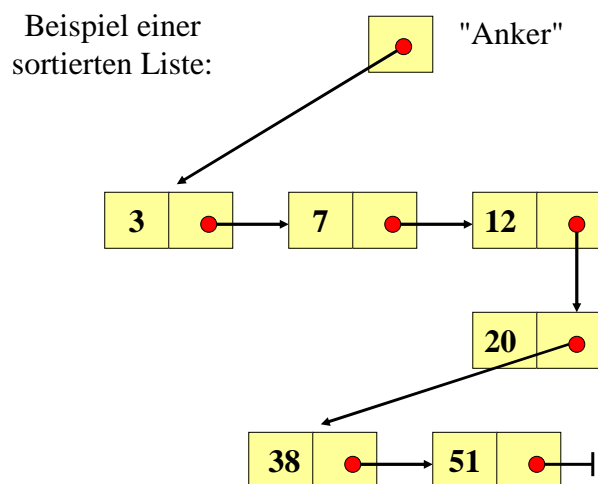 Beispiel einer
sortierten Liste:
"Anker"
3
7
12
20
38
51